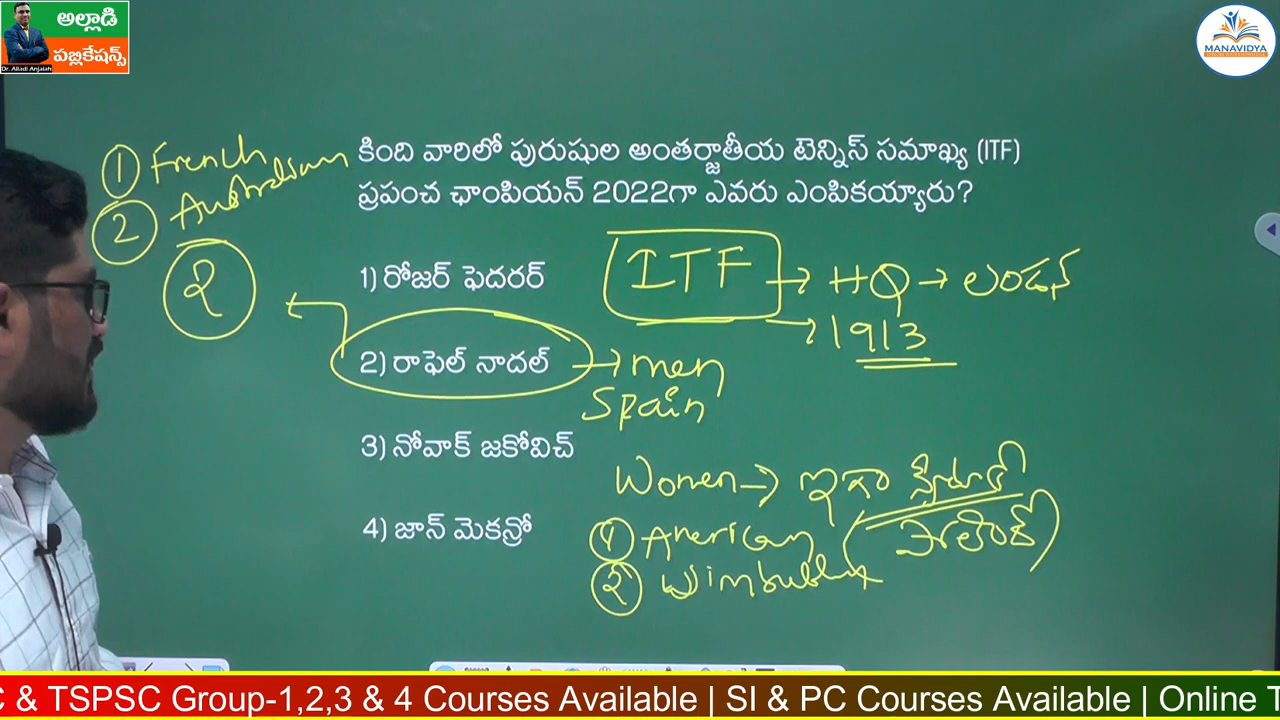 అల్లాడి
పబ్లికేషన్స్
Dr. Alladi Anjaiah
MANAVIDYA
కింది వారిలో పురుషుల అంతర్జాతీయ టెన్నిస్ సమాఖ్య (ITF)
ప్రపంచ ఛాంపియన్ 2022గా ఎవరు ఎంపికయ్యారు?
① French
② Australian
②
1) రోజర్ ఫెదరర్
ITF → HQ → లండన్
→ 1913
2) రాఫెల్ నాదల్ → men
Spain
3) నోవాక్ జకోవిచ్
Women → ఇగా
4) జాన్ మెకన్రో
① American
②
(పోలెండ్)
C & TSPSC Group-1,2,3 & 4 Courses Available | SI & PC Courses Available | Online T